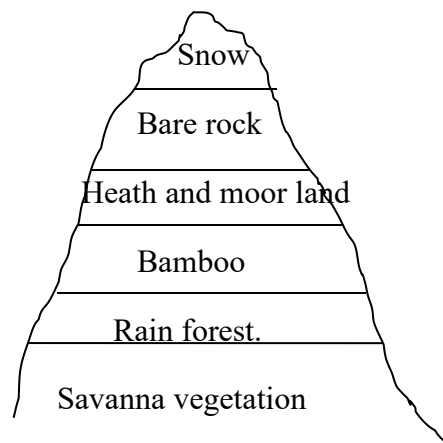 Snow
Bare rock
Heath and moor land
Bamboo
Rain forest.
Savanna vegetation